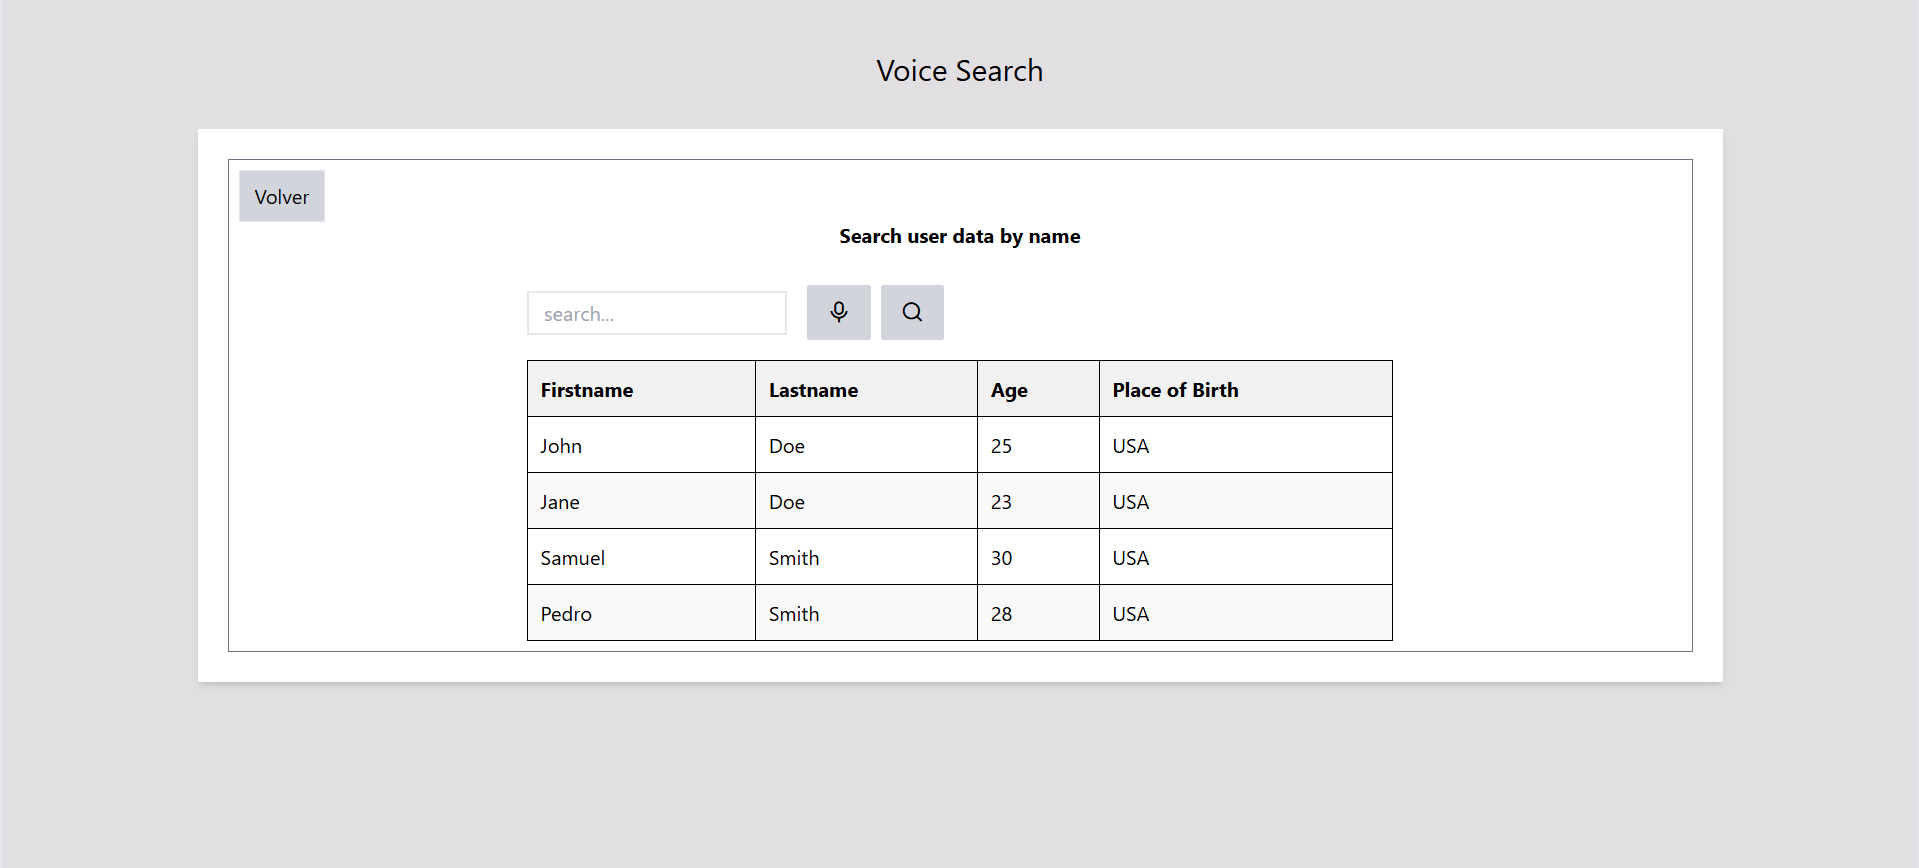 Voice Search
Volver
Search user data by name
search...
Firstname Lastname Age Place of Birth
John Doe 25 USA
Jane Doe 23 USA
Samuel Smith 30 USA
Pedro Smith 28 USA